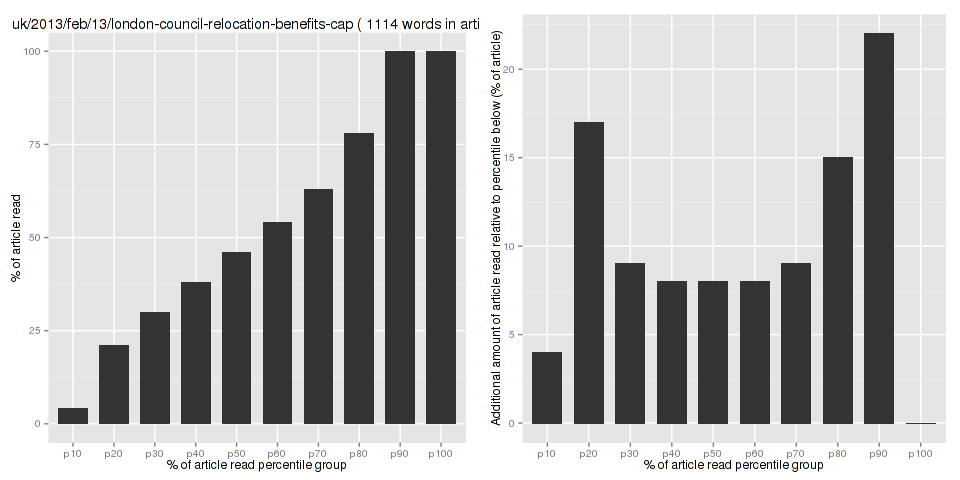 uk/2013/feb/13/london-council-relocation-benefits-cap ( 1114 words in arti
% of article read
100
75
50
25
0
p10 p20 p30 p40 p50 p60 p70 p80 p90 p100
% of article read percentile group
Additional amount of article read relative to percentile below (% of article)
20
15
10
5
0
p10 p20 p30 p40 p50 p60 p70 p80 p90 p100
% of article read percentile group